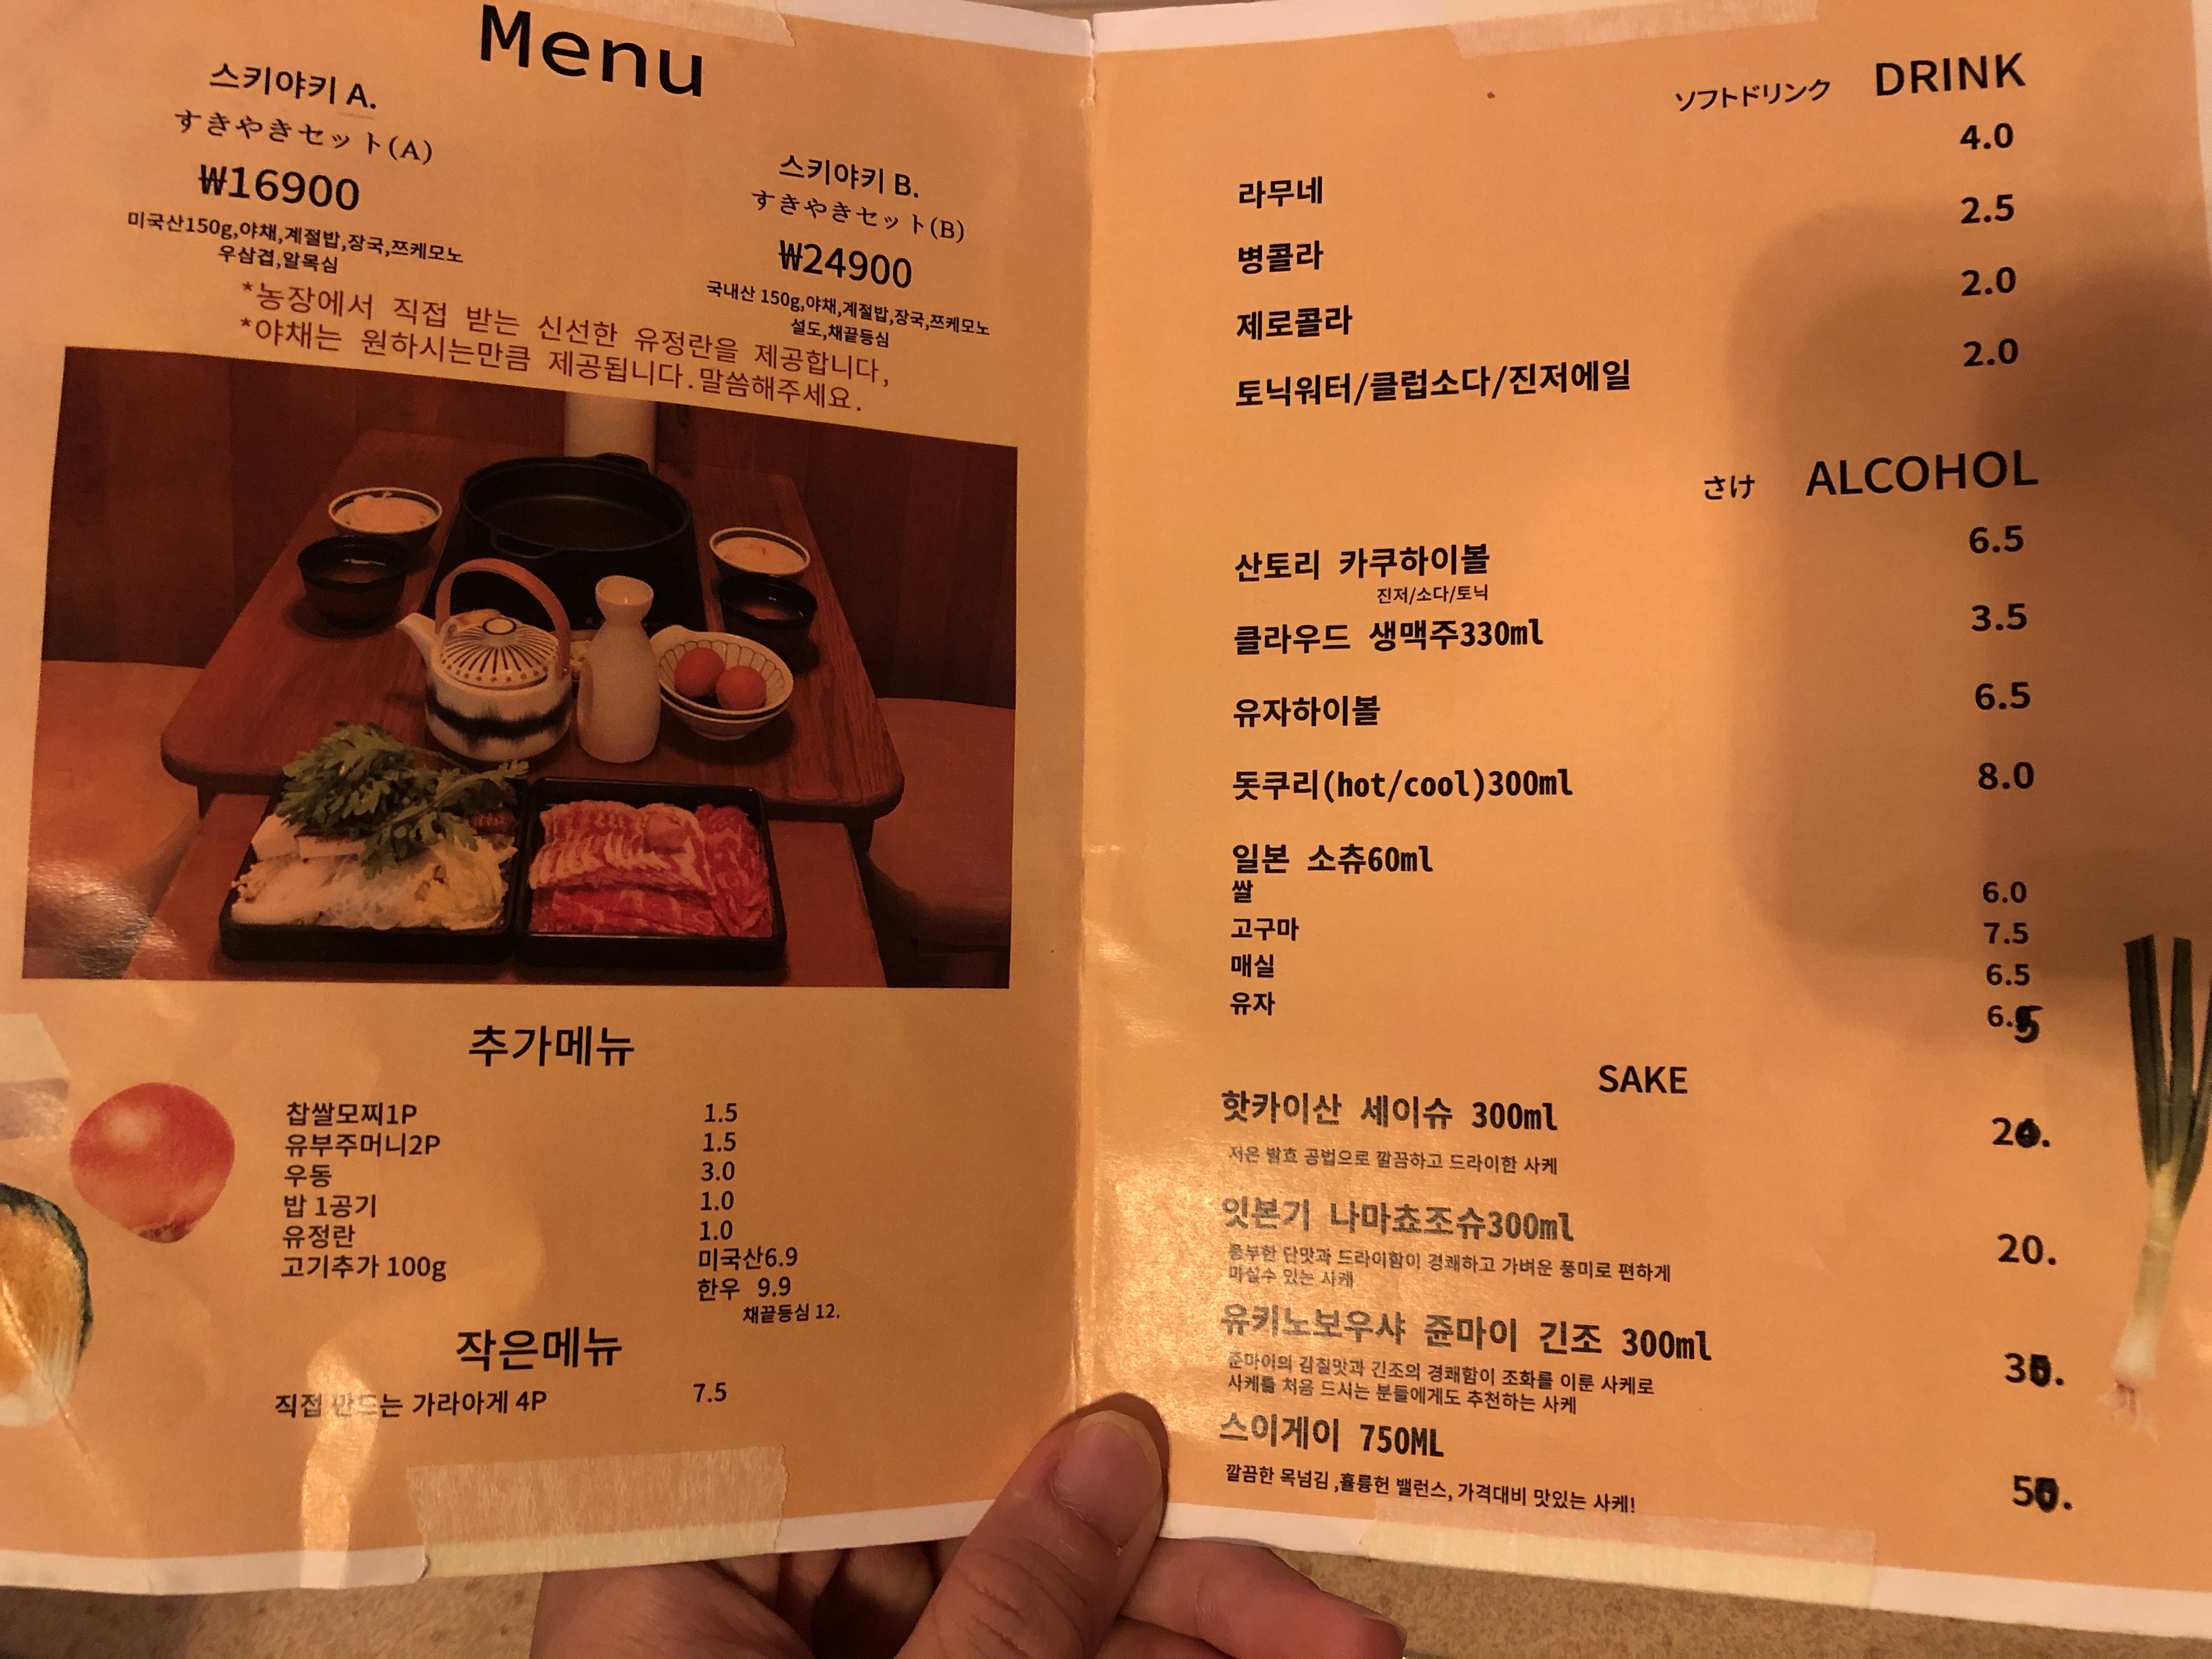 Menu
스키야키 A.
すきやきセット(A)
₩16900
미국산150g,야채,계절밥,장국,쯔케모노
우삼겹,알목심
스키야키 B.
すきやきセット(B)
₩24900
국내산 150g,야채,계절밥,장국,쯔케모노
설도,채끝등심
*농장에서 직접 받는 신선한 유정란을 제공합니다,
*야채는 원하시는만큼 제공됩니다.말씀해주세요.
추가메뉴
찹쌀모찌1P 1.5
유부주머니2P 1.5
우동 3.0
밥 1공기 1.0
유정란 1.0
고기추가 100g 미국산6.9
한우 9.9
채끝등심 12.
작은메뉴
직접 만드는 가라아게 4P 7.5
ソフトドリンク DRINK
라무네 4.0
병콜라 2.5
제로콜라 2.0
토닉워터/클럽소다/진저에일 2.0
さけ ALCOHOL
산토리 카쿠하이볼 6.5
진저/소다/토닉
클라우드 생맥주330ml 3.5
유자하이볼 6.5
돗쿠리(hot/cool)300ml 8.0
일본 소츄60ml
쌀 6.0
고구마 7.5
매실 6.5
유자 6.5
SAKE
핫카이산 세이슈 300ml
저온 발효 공법으로 깔끔하고 드라이한 사케
잇본기 나마쵸조슈300ml 20.
풍부한 단맛과 드라이함이 경쾌하고 가벼운 풍미로 편하게
마실수 있는 사케
유키노보우샤 쥰마이 긴조 300ml
준마이의 감칠맛과 긴조의 경쾌함이 조화를 이룬 사케로
사케를 처음 드시는 분들에게도 추천하는 사케
스이게이 750ML
깔끔한 목넘김 ,휼륭헌 밸런스, 가격대비 맛있는 사케!